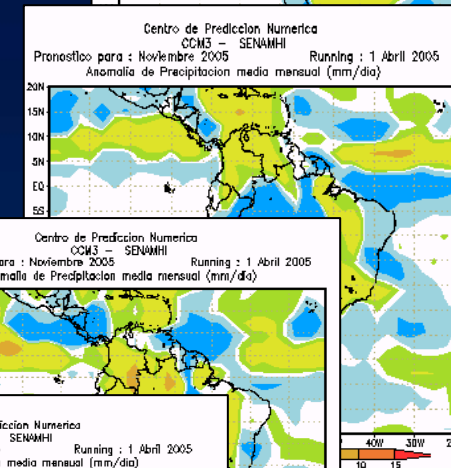 Centro de Prediccion Numerica
CCM3 - SENAMHI
Pronostico para : Noviembre 2005 Running : 1 Abril 2005
Anomalia de Precipitacion media mensual (mm/dia)
20N
15N
10N
5N
EQ
5S
Centro de Prediccion Numerica
CCM3 - SENAMHI
: Noviembre 2005 Running : 1 Abril 2005
de Precipitacion media mensual (mm/dia)
SENAMHI
Running : 1 Abril 2005
media mensual (mm/dia)
40W 30W
10 15